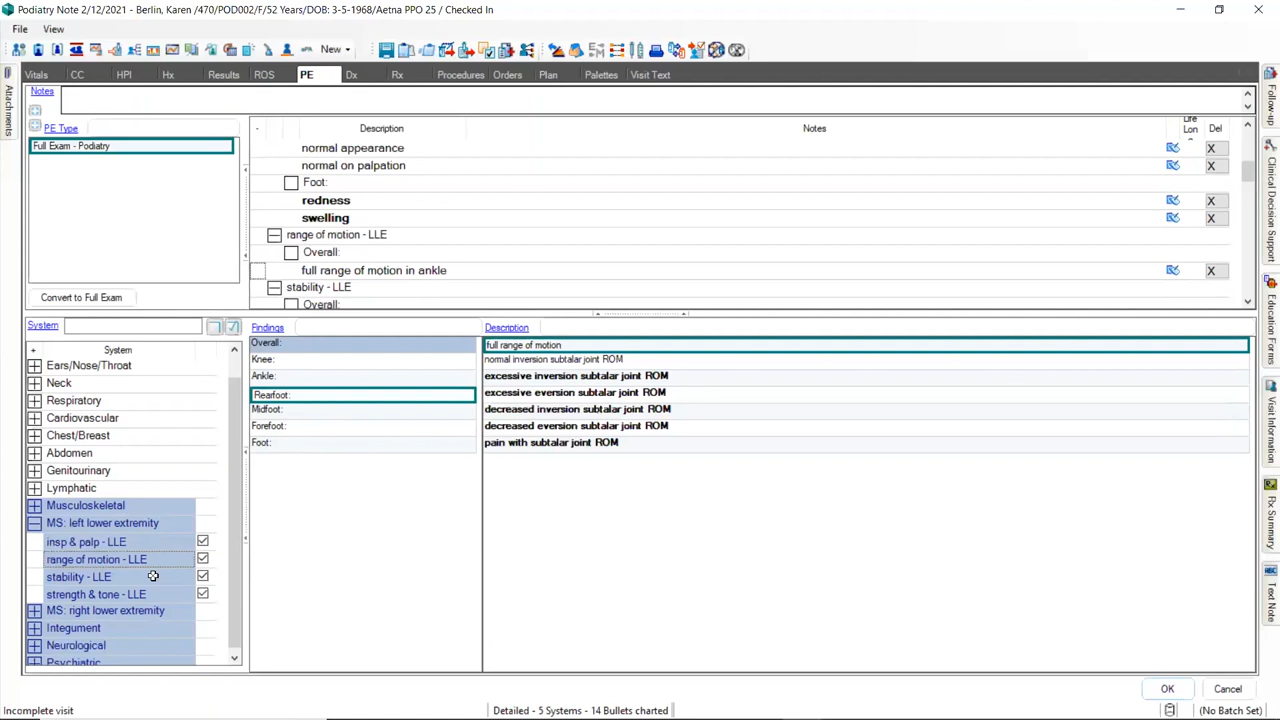 Podiatry Note 2/12/2021 - Berlin, Karen /470/POD002/F/52 Years/DOB: 3-5-1968/Aetna PPO 25 / Checked In
File View
New
Vitals CC HPI Hx Results ROS PE Dx Rx Procedures Orders Plan Palettes Visit Text
Attachments
Notes
PE Type
Full Exam - Podiatry
Convert to Full Exam
- Description Notes Life Lon Del
normal appearance X
normal on palpation X
Foot:
redness X
swelling X
range of motion - LLE
Overall:
full range of motion in ankle X
stability - LLE
Overall:
System
+ System
Ears/Nose/Throat
Neck
Respiratory
Cardiovascular
Chest/Breast
Abdomen
Genitourinary
Lymphatic
Musculoskeletal
MS: left lower extremity
insp & palp - LLE
range of motion - LLE
stability - LLE
strength & tone - LLE
MS: right lower extremity
Integument
Neurological
Psychiatric
Findings
Overall:
Knee:
Ankle:
Rearfoot:
Midfoot:
Forefoot:
Foot:
Description
full range of motion
normal inversion subtalar joint ROM
excessive inversion subtalar joint ROM
excessive eversion subtalar joint ROM
decreased inversion subtalar joint ROM
decreased eversion subtalar joint ROM
pain with subtalar joint ROM
Follow-up
Clinical Decision Support
Education Forms
Visit Information
Rx Summary
Text Note
OK Cancel
Incomplete visit
Detailed - 5 Systems - 14 Bullets charted
(No Batch Set)